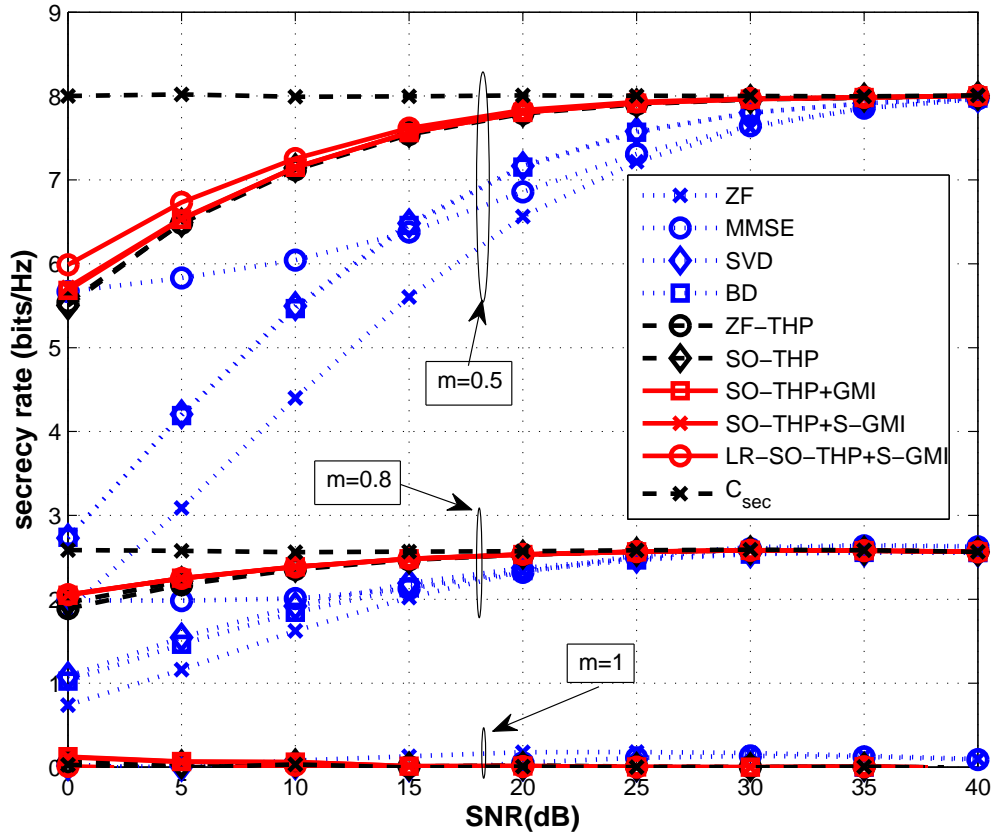 9
8
7
6
5
4
3
2
1
0
secrecy rate (bits/Hz)
m=0.5
m=0.8
m=1
ZF
MMSE
SVD
BD
ZF−THP
SO−THP
SO−THP+GMI
SO−THP+S−GMI
LR−SO−THP+S−GMI
C_sec
0 5 10 15 20 25 30 35 40
SNR(dB)